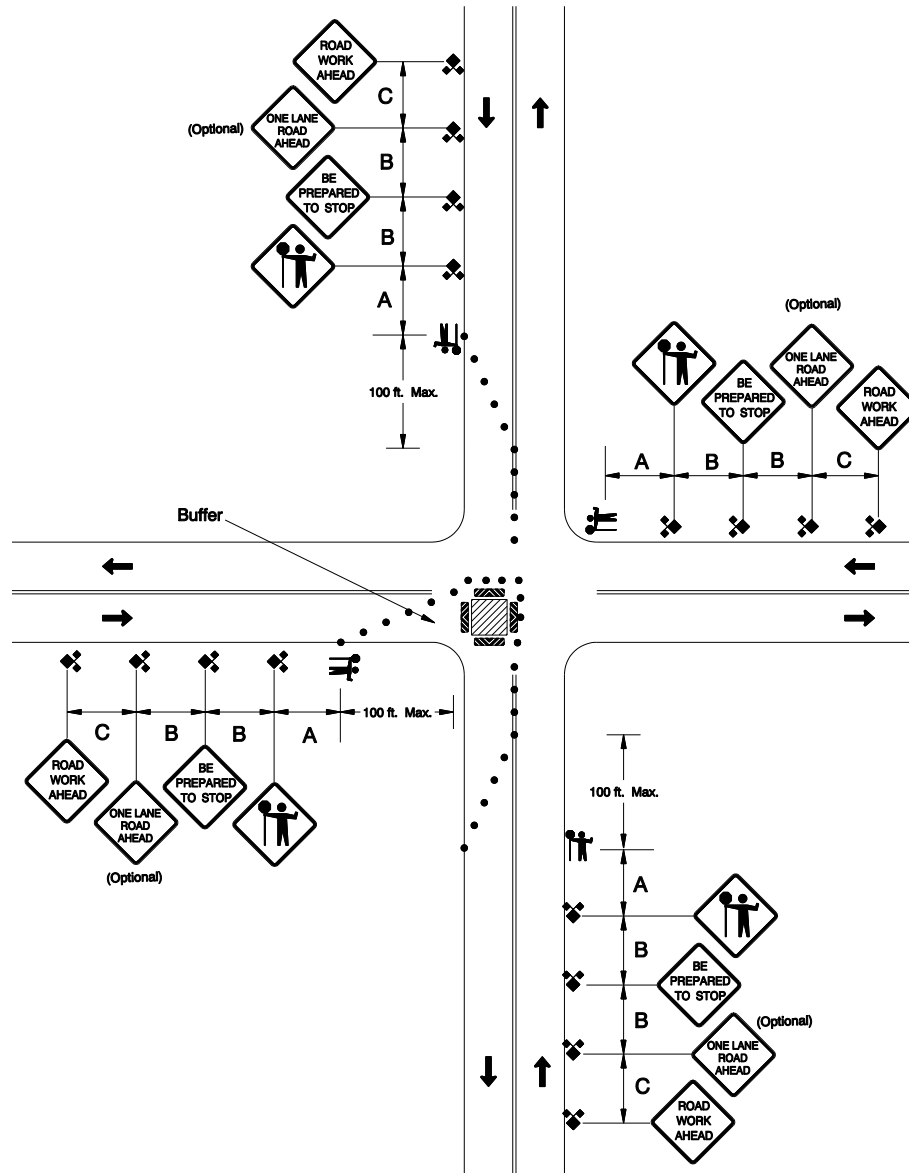 ROAD
WORK
AHEAD
C
(Optional)
ONE LANE
ROAD
AHEAD
B
BE
PREPARED
TO STOP
B
A
100 ft. Max.
(Optional)
ONE LANE
ROAD
AHEAD
BE
PREPARED
TO STOP
ROAD
WORK
AHEAD
A
B
B
C
Buffer
100 ft. Max.
C
B
B
A
ROAD
WORK
AHEAD
ONE LANE
ROAD
AHEAD
(Optional)
BE
PREPARED
TO STOP
100 ft. Max.
A
B
BE
PREPARED
TO STOP
B
(Optional)
ONE LANE
ROAD
AHEAD
C
ROAD
WORK
AHEAD